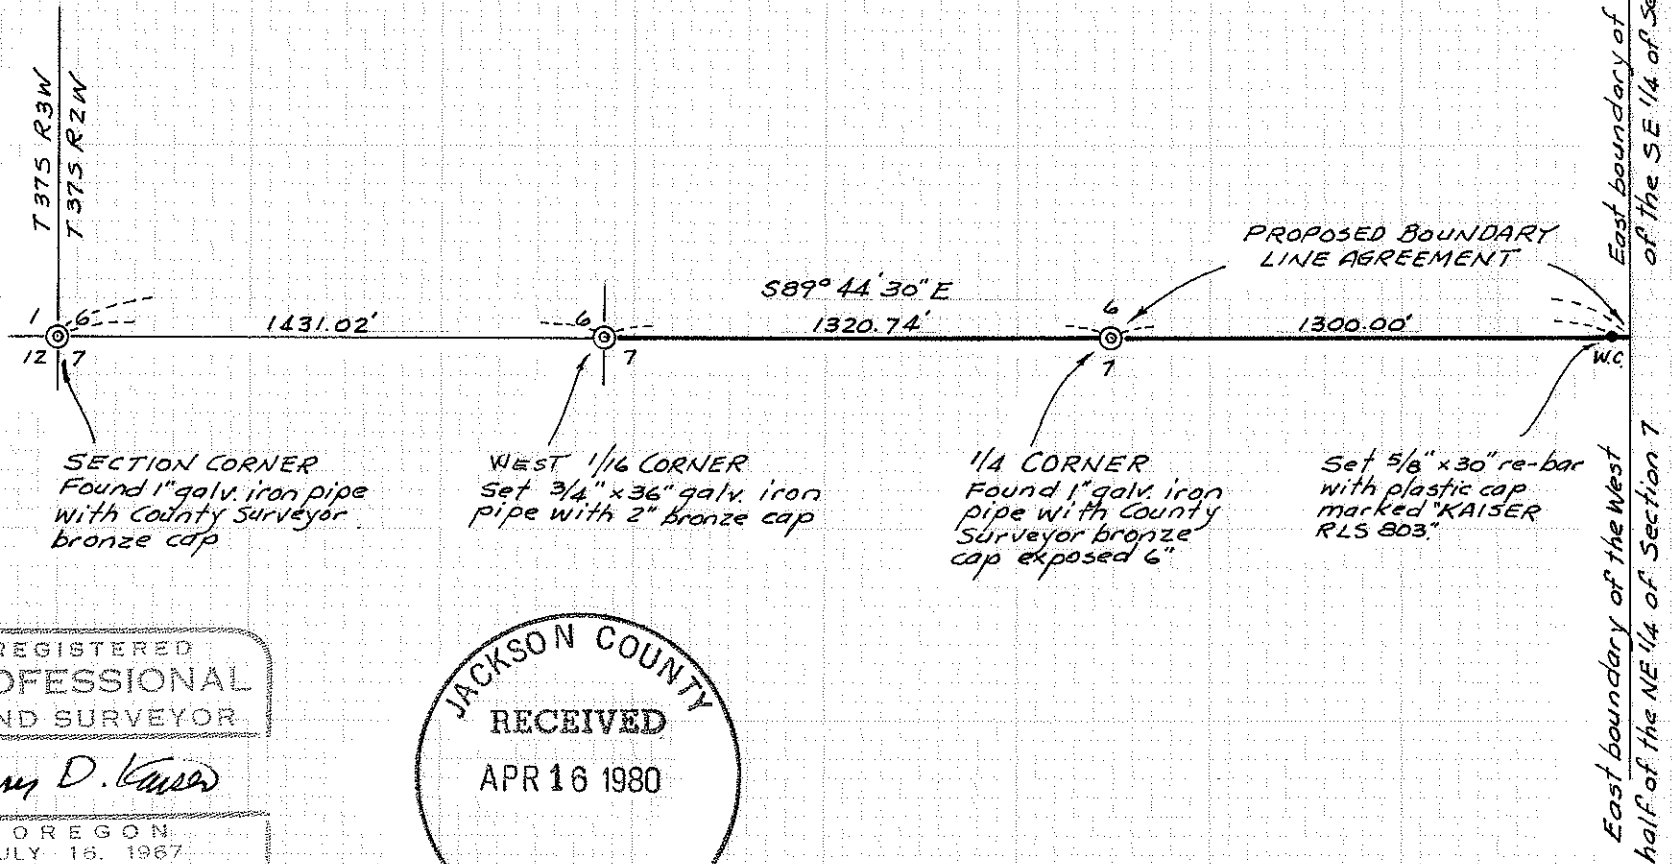 T 37S R3W
T 37S R2W
East boundary of
of the SE 1/4 of Se
PROPOSED BOUNDARY
LINE AGREEMENT
S89° 44' 30" E
1 6
1431.02'
6
1320.74'
6
1300.00'
12 7
7
7
W.C.
SECTION CORNER
Found 1" galv. iron pipe
with County Surveyor
bronze cap
WEST 1/16 CORNER
Set 3/4" x 36" galv. iron
pipe with 2" bronze cap
1/4 CORNER
Found 1" galv. iron
pipe with County
Surveyor bronze
cap exposed 6"
Set 5/8" x 30" re-bar
with plastic cap
marked "KAISER
RLS 803."
East boundary of the West
half of the NE 1/4 of Section 7
REGISTERED
OFESSIONAL
ND SURVEYOR
D. Kaiser
OREGON
ULY 16, 1967
JACKSON COUNTY
RECEIVED
APR 16 1980